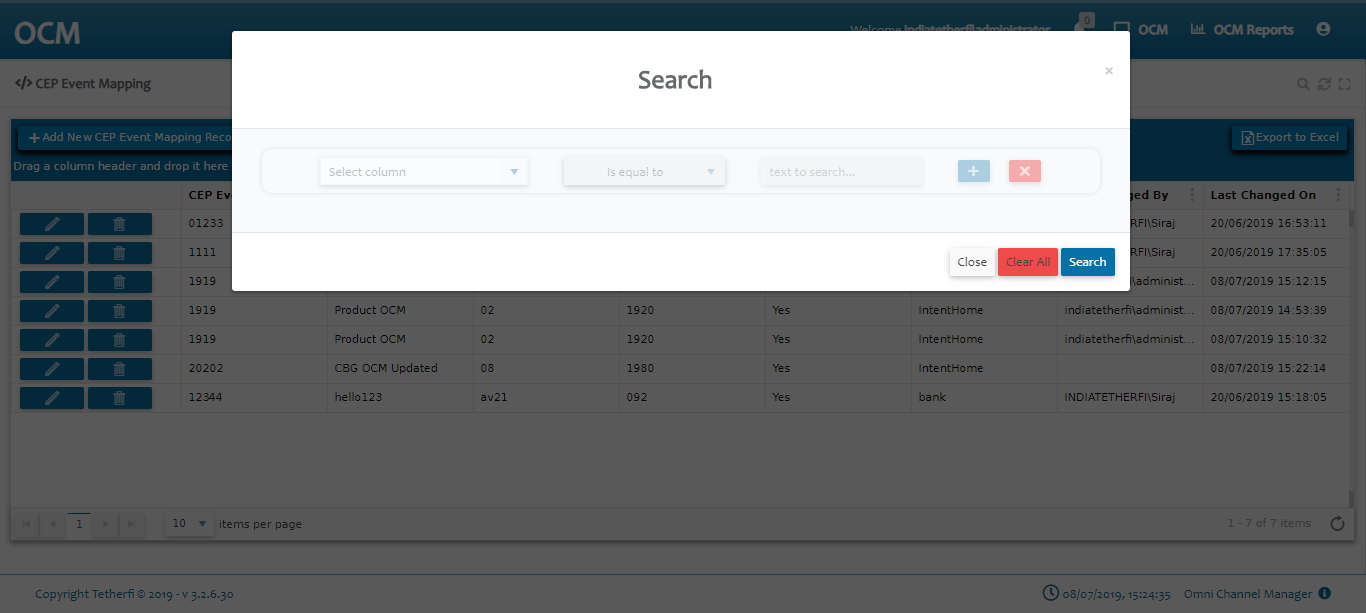 OCM
Welcome indiatetherfi\administrator
0
OCM
OCM Reports
CEP Event Mapping
Search
×
Add New CEP Event Mapping Reco
Export to Excel
Drag a column header and drop it here
Select column
Is equal to
text to search...
Close
Clear All
Search
CEP Ev
ged By
Last Changed On
01233 RFI\Siraj 20/06/2019 16:53:11
1111 RFI\Siraj 20/06/2019 17:35:05
1919 i\administ... 08/07/2019 15:12:15
1919 Product OCM 02 1920 Yes IntentHome indiatetherfi\administ... 08/07/2019 14:53:39
1919 Product OCM 02 1920 Yes IntentHome indiatetherfi\administ... 08/07/2019 15:10:32
20202 CBG OCM Updated 08 1980 Yes IntentHome 08/07/2019 15:22:14
12344 hello123 av21 092 Yes bank INDIATETHERFI\Siraj 20/06/2019 15:18:05
1 10 items per page 1 - 7 of 7 items
Copyright Tetherfi © 2019 - v 3.2.6.30
08/07/2019, 15:24:35 Omni Channel Manager